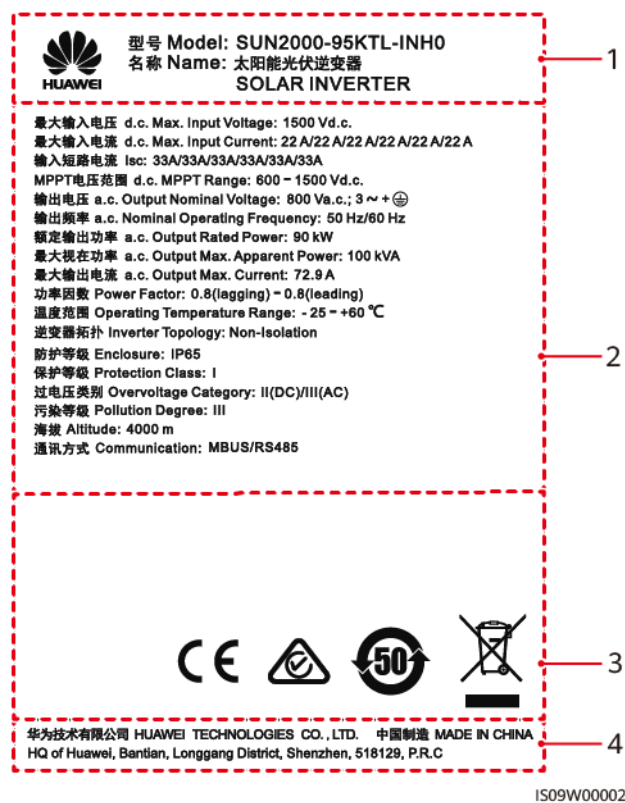 HUAWEI
型号 Model: SUN2000-95KTL-INH0
名称 Name: 太阳能光伏逆变器
SOLAR INVERTER
1
最大输入电压 d.c. Max. Input Voltage: 1500 Vd.c.
最大输入电流 d.c. Max. Input Current: 22 A/22 A/22 A/22 A/22 A/22 A
输入短路电流 Isc: 33A/33A/33A/33A/33A/33A
MPPT电压范围 d.c. MPPT Range: 600 - 1500 Vd.c.
输出电压 a.c. Output Nominal Voltage: 800 Va.c.; 3 ~ +
输出频率 a.c. Nominal Operating Frequency: 50 Hz/60 Hz
额定输出功率 a.c. Output Rated Power: 90 kW
最大视在功率 a.c. Output Max. Apparent Power: 100 kVA
最大输出电流 a.c. Output Max. Current: 72.9 A
功率因数 Power Factor: 0.8(lagging) - 0.8(leading)
温度范围 Operating Temperature Range: - 25 - +60 ℃
逆变器拓扑 Inverter Topology: Non-Isolation
防护等级 Enclosure: IP65
保护等级 Protection Class: I
过电压类别 Overvoltage Category: II(DC)/III(AC)
污染等级 Pollution Degree: III
海拔 Altitude: 4000 m
通讯方式 Communication: MBUS/RS485
2
CE
50
3
华为技术有限公司 HUAWEI TECHNOLOGIES CO., LTD. 中国制造 MADE IN CHINA
HQ of Huawei, Bantian, Longgang District, Shenzhen, 518129, P.R.C
4
IS09W00002